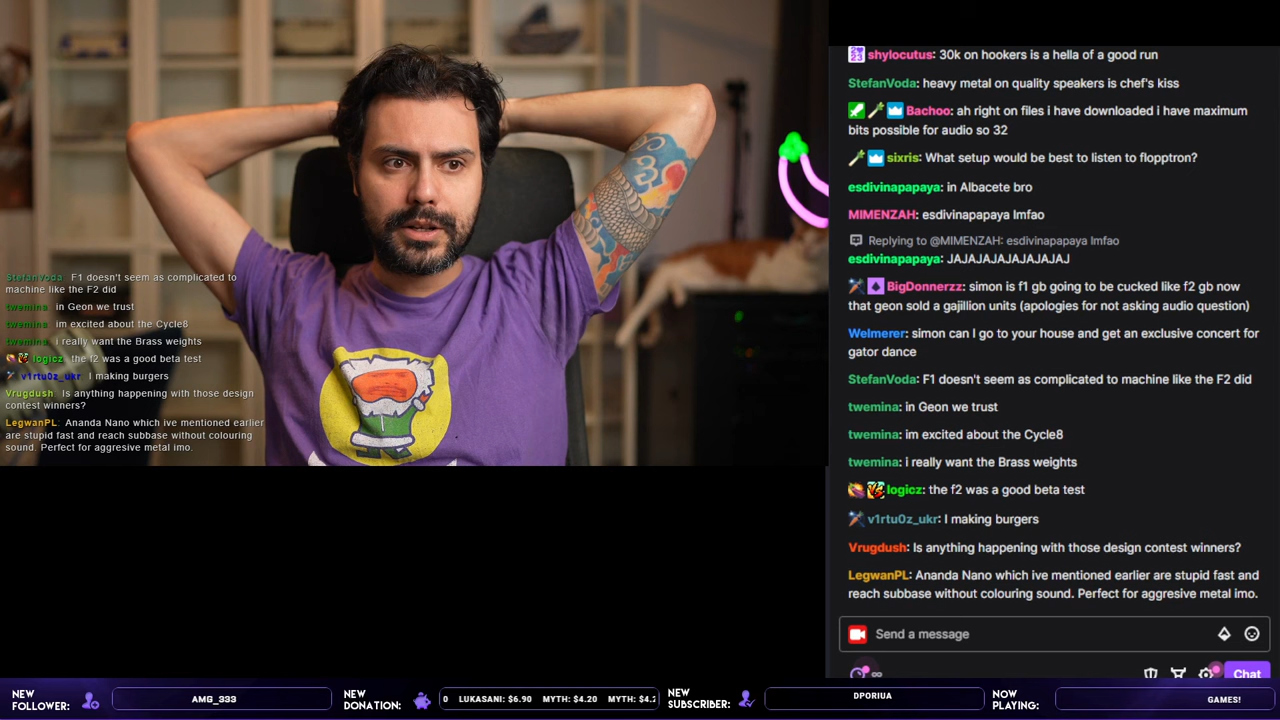 shylocutus: 30k on hookers is a hella of a good run
StefanVoda: heavy metal on quality speakers is chef's kiss
Bachoo: ah right on files i have downloaded i have maximum
bits possible for audio so 32
sixris: What setup would be best to listen to flopptron?
esdivinapapaya: in Albacete bro
MIMENZAH: esdivinapapaya lmfao
Replying to @MIMENZAH: esdivinapapaya lmfao
esdivinapapaya: JAJAJAJAJAJAJAJAJ
BigDonnerzz: simon is f1 gb going to be cucked like f2 gb now
that geon sold a gajillion units (apologies for not asking audio question)
Welmerer: simon can I go to your house and get an exclusive concert for
gator dance
StefanVoda: F1 doesn't seem as complicated to machine like the F2 did
twemina: in Geon we trust
twemina: im excited about the Cycle8
twemina: i really want the Brass weights
logicz: the f2 was a good beta test
v1rtu0z_ukr: I making burgers
Vrugdush: Is anything happening with those design contest winners?
LegwanPL: Ananda Nano which ive mentioned earlier are stupid fast and
reach subbase without colouring sound. Perfect for aggresive metal imo.
Send a message
Chat
StefanVoda F1 doesn't seem as complicated to
machine like the F2 did
twemina in Geon we trust
twemina im excited about the Cycle8
twemina i really want the Brass weights
logicz the f2 was a good beta test
v1rtu0z_ukr I making burgers
Vrugdush Is anything happening with those design
contest winners?
LegwanPL Ananda Nano which ive mentioned earlier
are stupid fast and reach subbase without colouring
sound. Perfect for aggresive metal imo.
NEW
FOLLOWER:
AMG_333
NEW
DONATION:
0 LUKASANI: $6.90 MYTH: $4.20 MYTH: $4.2
NEW
SUBSCRIBER:
DPORIUA
NOW
PLAYING:
GAMES!